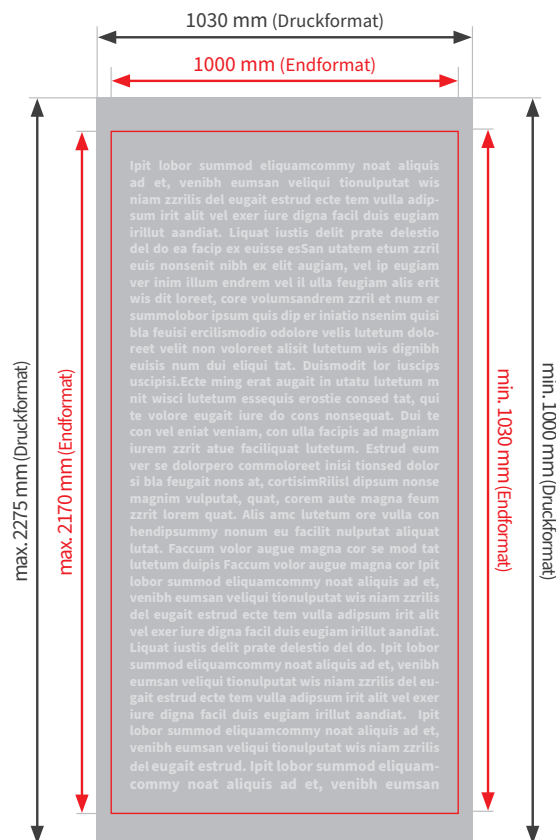 1030 mm (Druckformat)
1000 mm (Endformat)
max. 2275 mm (Druckformat)
max. 2170 mm (Endformat)
Ipit lobor summod eliquamcommy noat aliquis
ad et, venibh eumsan veliqui tionulputat wis
niam zzrilis del eugait estrud ecte tem vulla adip-
sum irit alit vel exer iure digna facil duis eugiam
irillut aandiat. Liquat iustis delit prate delestio
del do ea facip ex euisse esSan utatem etum zzril
euis nonsenit nibh ex elit augiam, vel ip eugiam
ver inim illum endrem vel il ulla feugiam alis erit
wis dit loreet, core volumsandrem zzril et num er
summolobor ipsum quis dip er iniatio nsenim quisi
bla feuisi ercilismodio odolore velis lutetum dolo-
reet velit non voloreet alisit lutetum wis dignibh
euisis num dui eliqui tat. Duismodit lor iuscips
uscipisi.Ecte ming erat augait in utatu lutetum m
nit wisci lutetum essequis erostie consed tat, qui
te volore eugait iure do cons nonsequat. Dui te
con vel eniat veniam, con ulla facipis ad magniam
iurem zzrit atue faciliquat lutetum. Estrud eum
ver se dolorpero commoloreet inisi tionsed dolor
si bla feugait nons at, cortisimRilisl dipsum nonse
magnim vulputat, quat, corem aute magna feum
zzrit lorem quat. Alis amc lutetum ore vulla con
hendipsummy nonum eu facilit nulputat aliquat
lutat. Faccum volor augue magna cor se mod tat
lutetum duipis Faxcum volor augue magna cor Ipit
lobor summod eliquamcommy noat aliquis ad et,
venibh eumsan veliqui tionulputat wis niam zzrilis
del eugait estrud ecte tem vulla adipsum irit alit
vel exer iure digna facil duis eugiam irillut aandiat.
Liquat iustis delit prate delestio del do. Ipit lobor
summod eliquamcommy noat aliquis ad et, venibh
eumsan veliqui tionulputat wis niam zzrilis del eu-
gait estrud ecte tem vulla adipsum irit alit vel exer
iure digna facil duis eugiam irillut aandiat. Ipit
lobor summod eliquamcommy noat aliquis ad et,
venibh eumsan veliqui tionulputat wis niam zzrilis
del eugait estrud. Ipit lobor summod eliquam-
commy noat aliquis ad et, venibh eumsan
min. 1030 mm (Endformat)
min. 1000 mm (Druckformat)